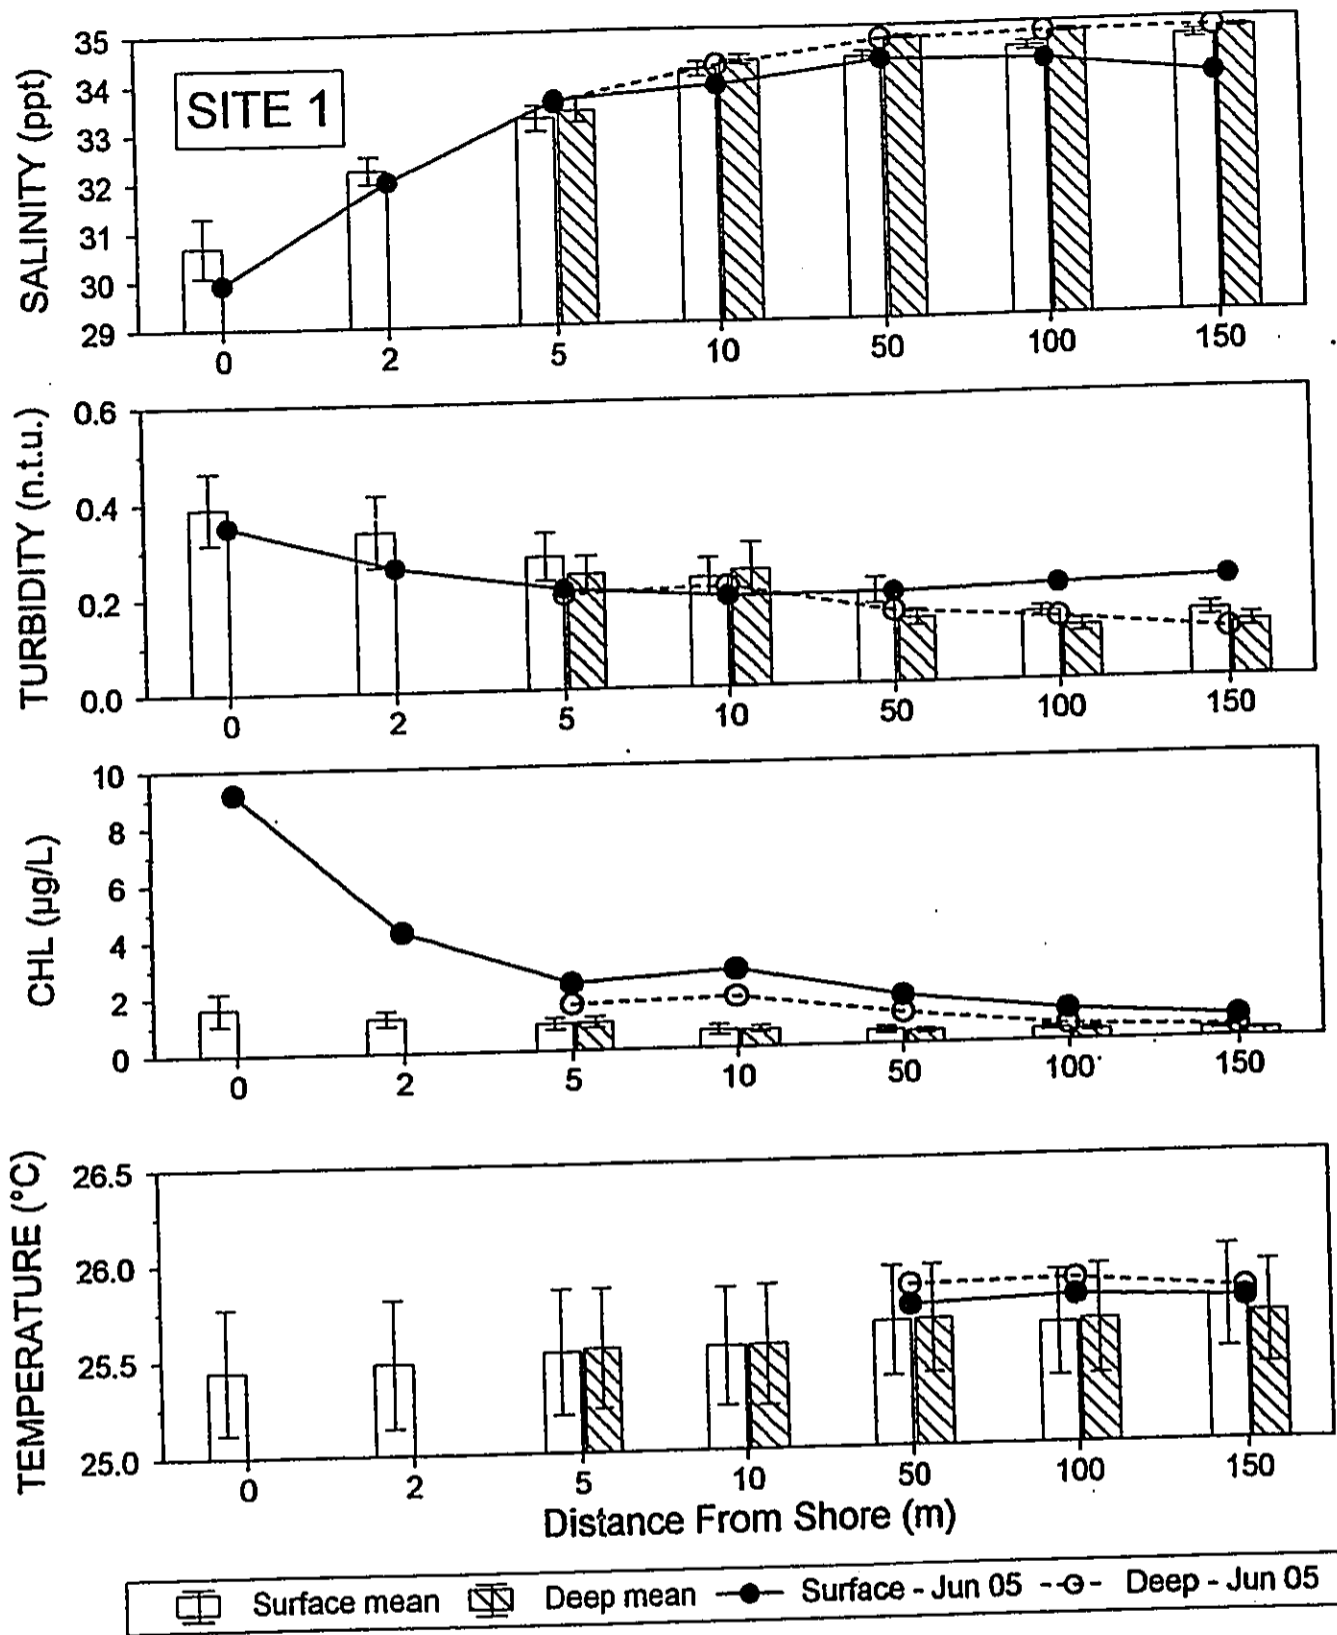 SITE 1
SALINITY (ppt)
35
34
33
32
31
30
29
0 2 5 10 50 100 150
TURBIDITY (n.t.u.)
0.6
0.4
0.2
0.0
0 2 5 10 50 100 150
CHL (µg/L)
10
8
6
4
2
0
0 2 5 10 50 100 150
TEMPERATURE (°C)
26.5
26.0
25.5
25.0
0 2 5 10 50 100 150
Distance From Shore (m)
Surface mean Deep mean Surface - Jun 05 Deep - Jun 05